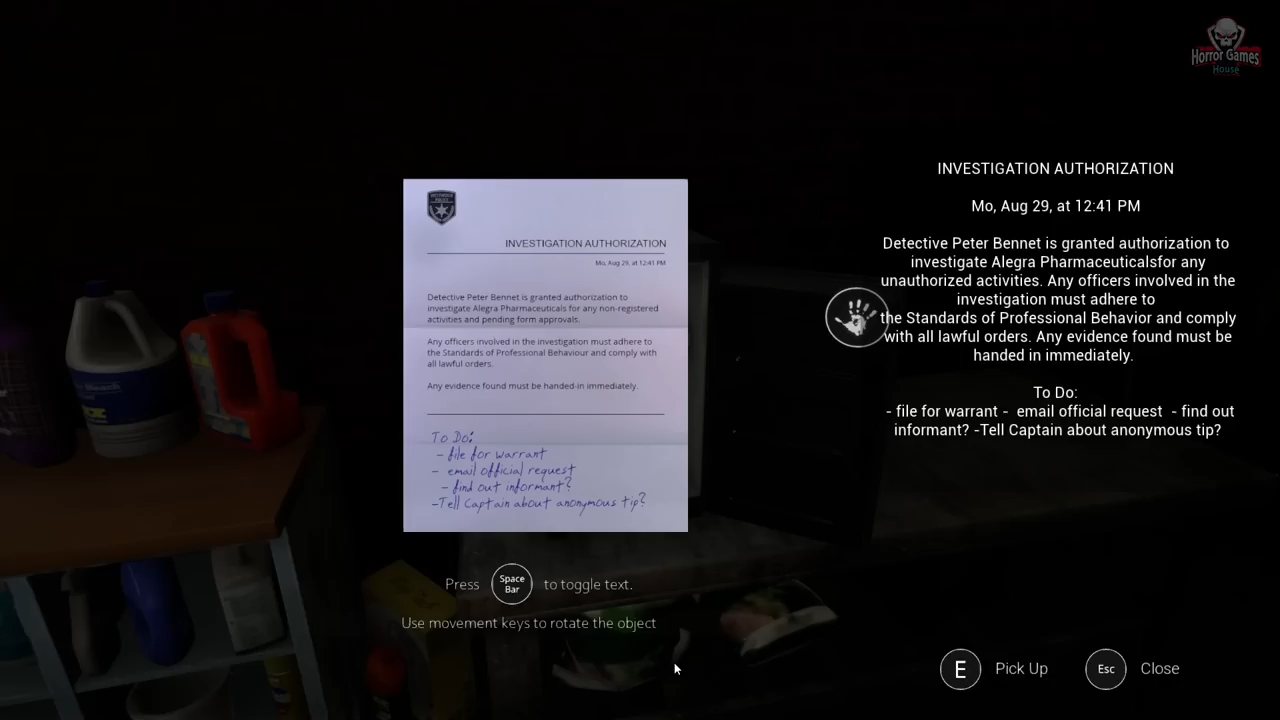 Horror Games
House
INVESTIGATION AUTHORIZATION
Mo, Aug 29, at 12:41 PM
Detective Peter Bennet is granted authorization to
investigate Alegra Pharmaceuticals for any non-registered
activities and pending form approvals.
Any officers involved in the investigation must adhere to
the Standards of Professional Behaviour and comply with
all lawful orders.
Any evidence found must be handed-in immediately.
To Do:
- file for warrant
- email official request
- find out informant?
-Tell Captain about anonymous tip?
Press Space Bar to toggle text.
Use movement keys to rotate the object
INVESTIGATION AUTHORIZATION
Mo, Aug 29, at 12:41 PM
Detective Peter Bennet is granted authorization to
investigate Alegra Pharmaceuticalsfor any
unauthorized activities. Any officers involved in the
investigation must adhere to
the Standards of Professional Behavior and comply
with all lawful orders. Any evidence found must be
handed in immediately.
To Do:
- file for warrant - email official request - find out
informant? -Tell Captain about anonymous tip?
E Pick Up
Esc Close